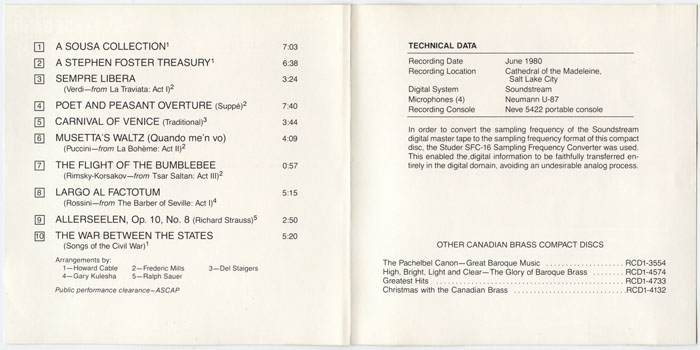 1 A SOUSA COLLECTION¹ 7:03
2 A STEPHEN FOSTER TREASURY¹ 6:38
3 SEMPRE LIBERA 3:24
(Verdi—from La Traviata: Act I)²
4 POET AND PEASANT OVERTURE (Suppé)² 7:40
5 CARNIVAL OF VENICE (Traditional)³ 3:44
6 MUSETTA'S WALTZ (Quando me'n vo) 4:09
(Puccini—from La Bohème: Act II)²
7 THE FLIGHT OF THE BUMBLEBEE 0:57
(Rimsky-Korsakov—from Tsar Saltan: Act III)²
8 LARGO AL FACTOTUM 5:15
(Rossini—from The Barber of Seville: Act I)⁴
9 ALLERSEELEN, Op. 10, No. 8 (Richard Strauss)⁵ 2:50
10 THE WAR BETWEEN THE STATES 5:20
(Songs of the Civil War)¹
Arrangements by:
1—Howard Cable 2—Frederic Mills 3—Del Staigers
4—Gary Kulesha 5—Ralph Sauer
Public performance clearance—ASCAP
TECHNICAL DATA
Recording Date June 1980
Recording Location Cathedral of the Madeleine,
Salt Lake City
Digital System Soundstream
Microphones (4) Neumann U-87
Recording Console Neve 5422 portable console
In order to convert the sampling frequency of the Soundstream
digital master tape to the sampling frequency format of this compact
disc, the Studer SFC-16 Sampling Frequency Converter was used.
This enabled the digital information to be faithfully transferred en-
tirely in the digital domain, avoiding an undesirable analog process.
OTHER CANADIAN BRASS COMPACT DISCS
The Pachelbel Canon—Great Baroque Music .................... RCD1-3554
High, Bright, Light and Clear—The Glory of Baroque Brass ........ RCD1-4574
Greatest Hits .................... RCD1-4733
Christmas with the Canadian Brass .................... RCD1-4132